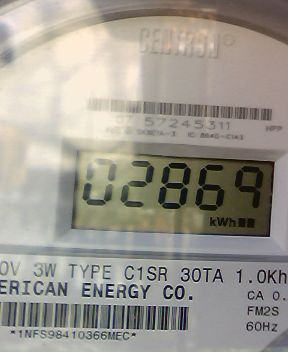 CENTRON®
07 57245311 HPP
02869
kWh
0V 3W TYPE C1SR 30TA 1.0Kh
ERICAN ENERGY CO.
CA 0.
FM2S
60Hz
*1NFS98410366MEC*